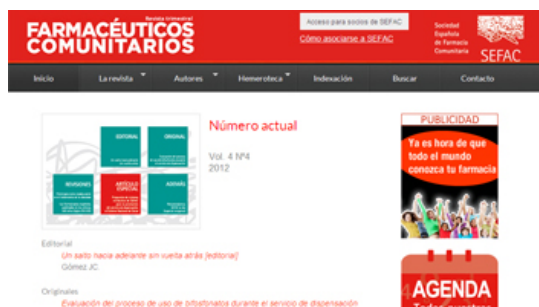 Revista trimestral
FARMACÉUTICOS
COMUNITARIOS
Acceso para socios de SEFAC
Cómo asociarse a SEFAC
Sociedad
Española
de Farmacia
Comunitaria
SEFAC
Inicio La revista Autores Hemeroteca Indexación Buscar Contacto
EDITORIAL
ORIGINAL
REVISIONES
ARTÍCULO
ESPECIAL
ADEMÁS
Número actual
Vol. 4 Nº4
2012
Editorial
Un salto hacia adelante sin vuelta atrás [editorial]
Gómez JC.
Originales
Evaluación del proceso de uso de bifosfonatos durante el servicio de dispensación
PUBLICIDAD
Ya es hora de que
todo el mundo
conozca tu farmacia
AGENDA